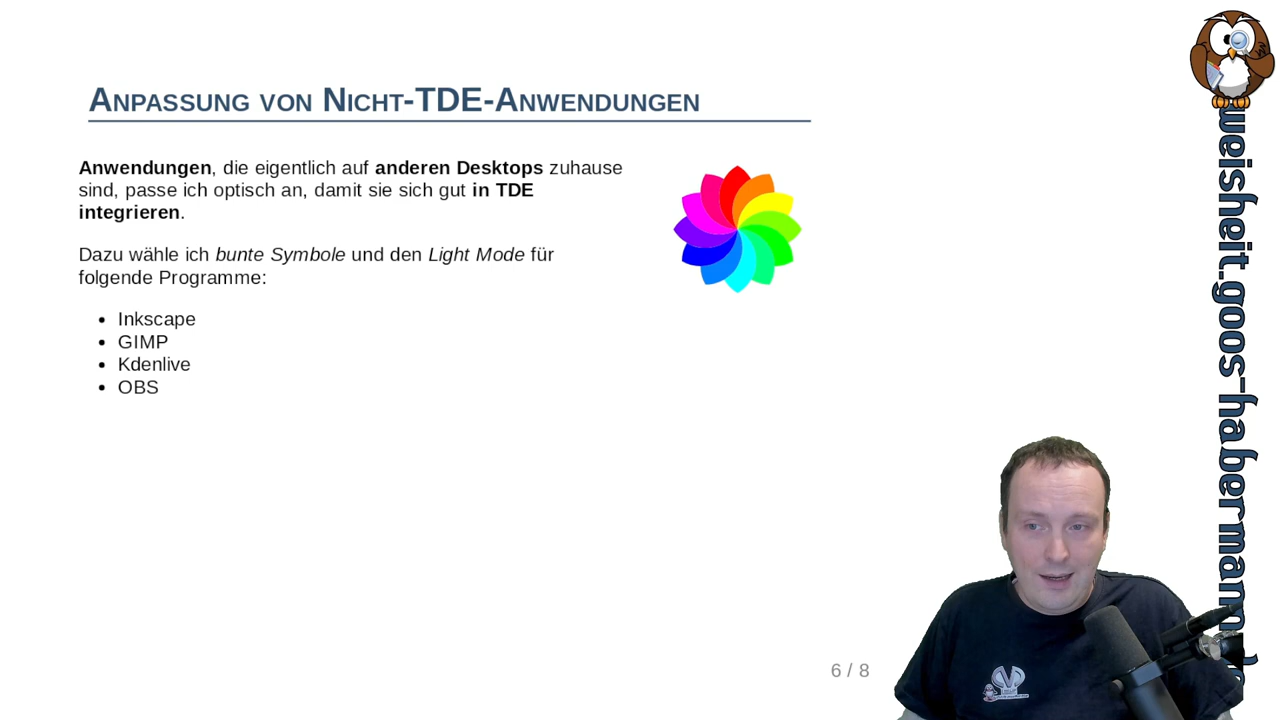 Anpassung von Nicht-TDE-Anwendungen
Anwendungen, die eigentlich auf anderen Desktops zuhause
sind, passe ich optisch an, damit sie sich gut in TDE
integrieren.
Dazu wähle ich bunte Symbole und den Light Mode für
folgende Programme:
• Inkscape
• GIMP
• Kdenlive
• OBS
6 / 8
weisheit.goos-habermann